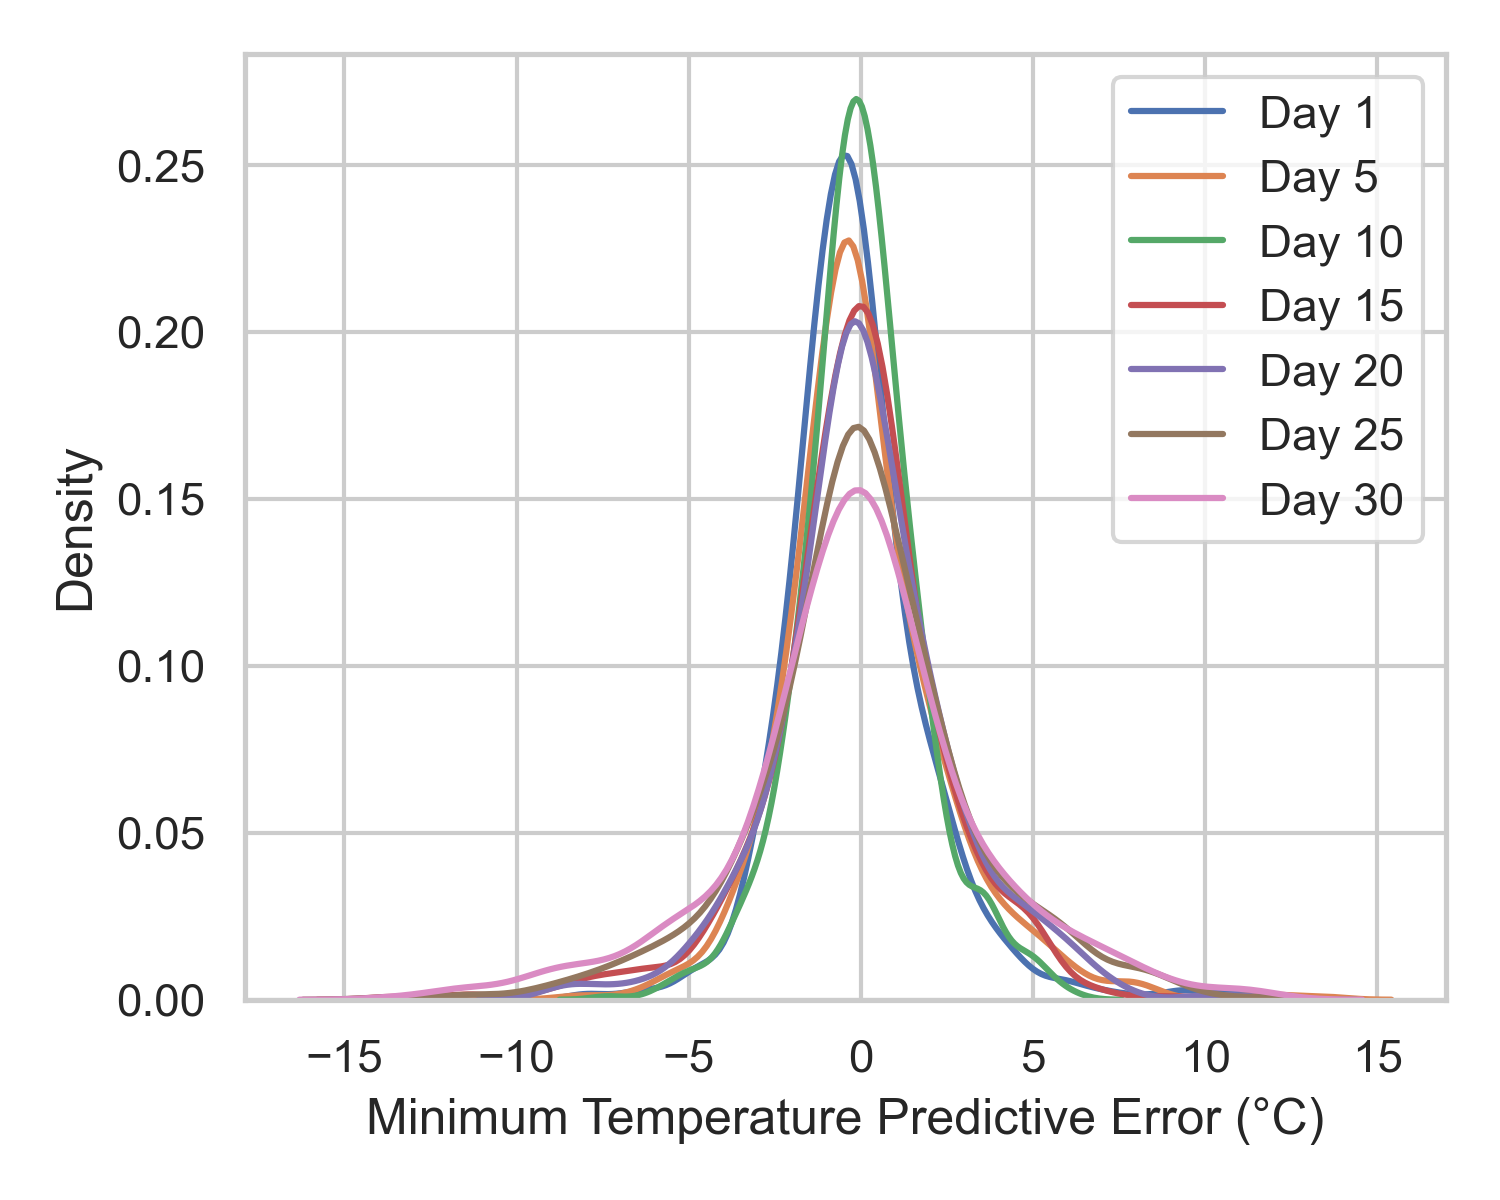 Day 1
Day 5
Day 10
Day 15
Day 20
Day 25
Day 30
Density
0.25
0.20
0.15
0.10
0.05
0.00
−15 −10 −5 0 5 10 15
Minimum Temperature Predictive Error (°C)